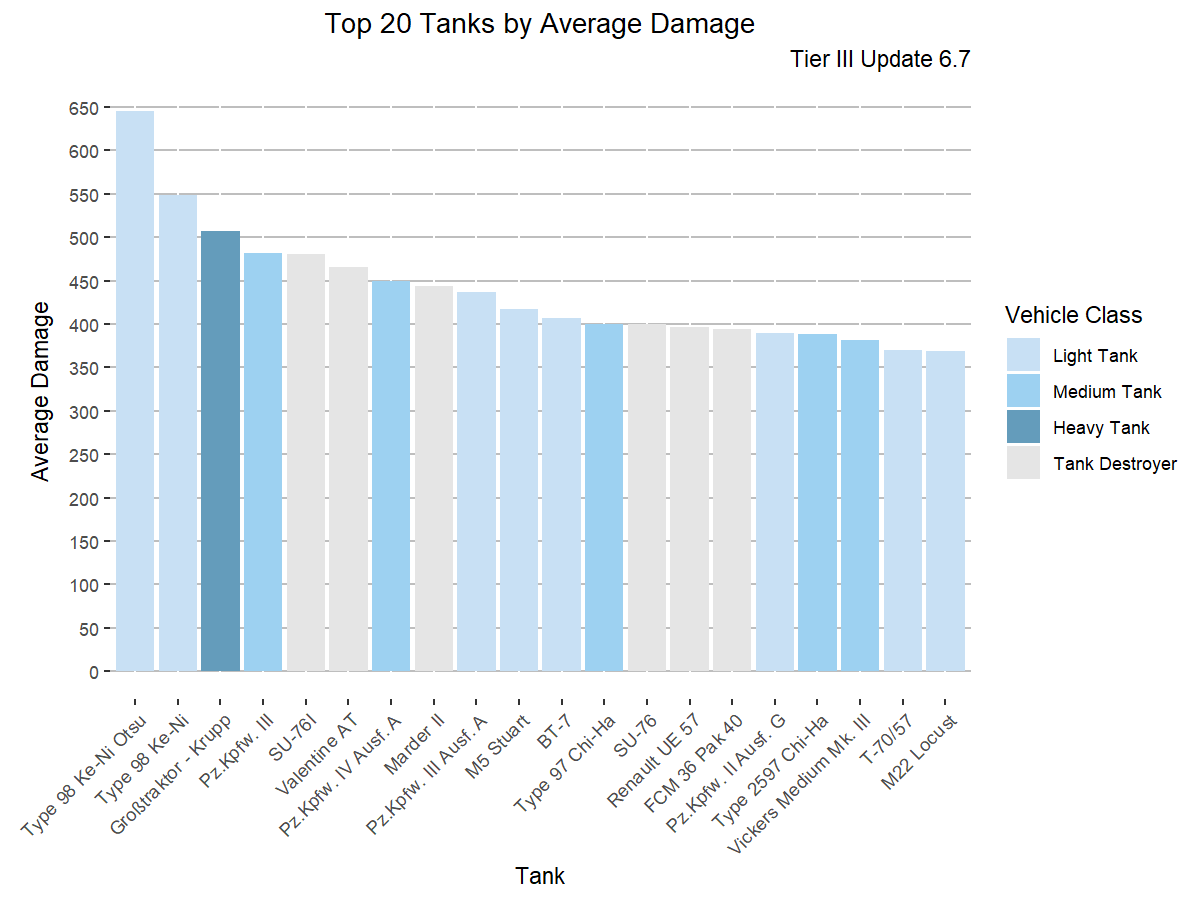 Top 20 Tanks by Average Damage
Tier III Update 6.7
Average Damage
650
600
550
500
450
400
350
300
250
200
150
100
50
0
Type 98 Ke-Ni Otsu
Type 98 Ke-Ni
Großtraktor - Krupp
Pz.Kpfw. III
SU-76I
Valentine AT
Pz.Kpfw. IV Ausf. A
Marder II
Pz.Kpfw. III Ausf. A
M5 Stuart
BT-7
Type 97 Chi-Ha
SU-76
Renault UE 57
FCM 36 Pak 40
Pz.Kpfw. II Ausf. G
Type 2597 Chi-Ha
Vickers Medium Mk. III
T-70/57
M22 Locust
Tank
Vehicle Class
Light Tank
Medium Tank
Heavy Tank
Tank Destroyer